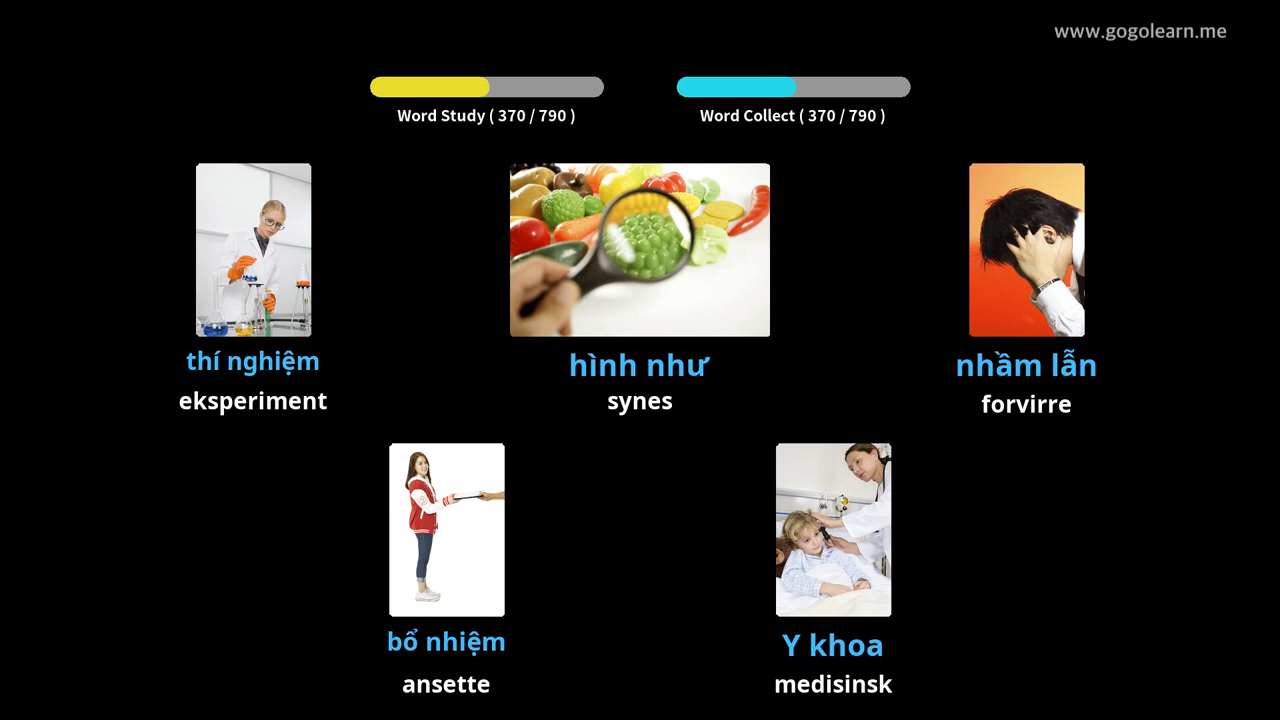 www.gogolearn.me
Word Study ( 370 / 790 )
Word Collect ( 370 / 790 )
thí nghiệm
eksperiment
hình như
synes
nhầm lẫn
forvirre
bổ nhiệm
ansette
Y khoa
medisinsk